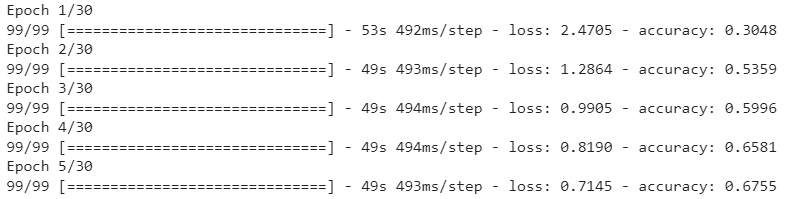 Epoch 1/30
99/99 [==============================] - 53s 492ms/step - loss: 2.4705 - accuracy: 0.3048
Epoch 2/30
99/99 [==============================] - 49s 493ms/step - loss: 1.2864 - accuracy: 0.5359
Epoch 3/30
99/99 [==============================] - 49s 494ms/step - loss: 0.9905 - accuracy: 0.5996
Epoch 4/30
99/99 [==============================] - 49s 494ms/step - loss: 0.8190 - accuracy: 0.6581
Epoch 5/30
99/99 [==============================] - 49s 493ms/step - loss: 0.7145 - accuracy: 0.6755